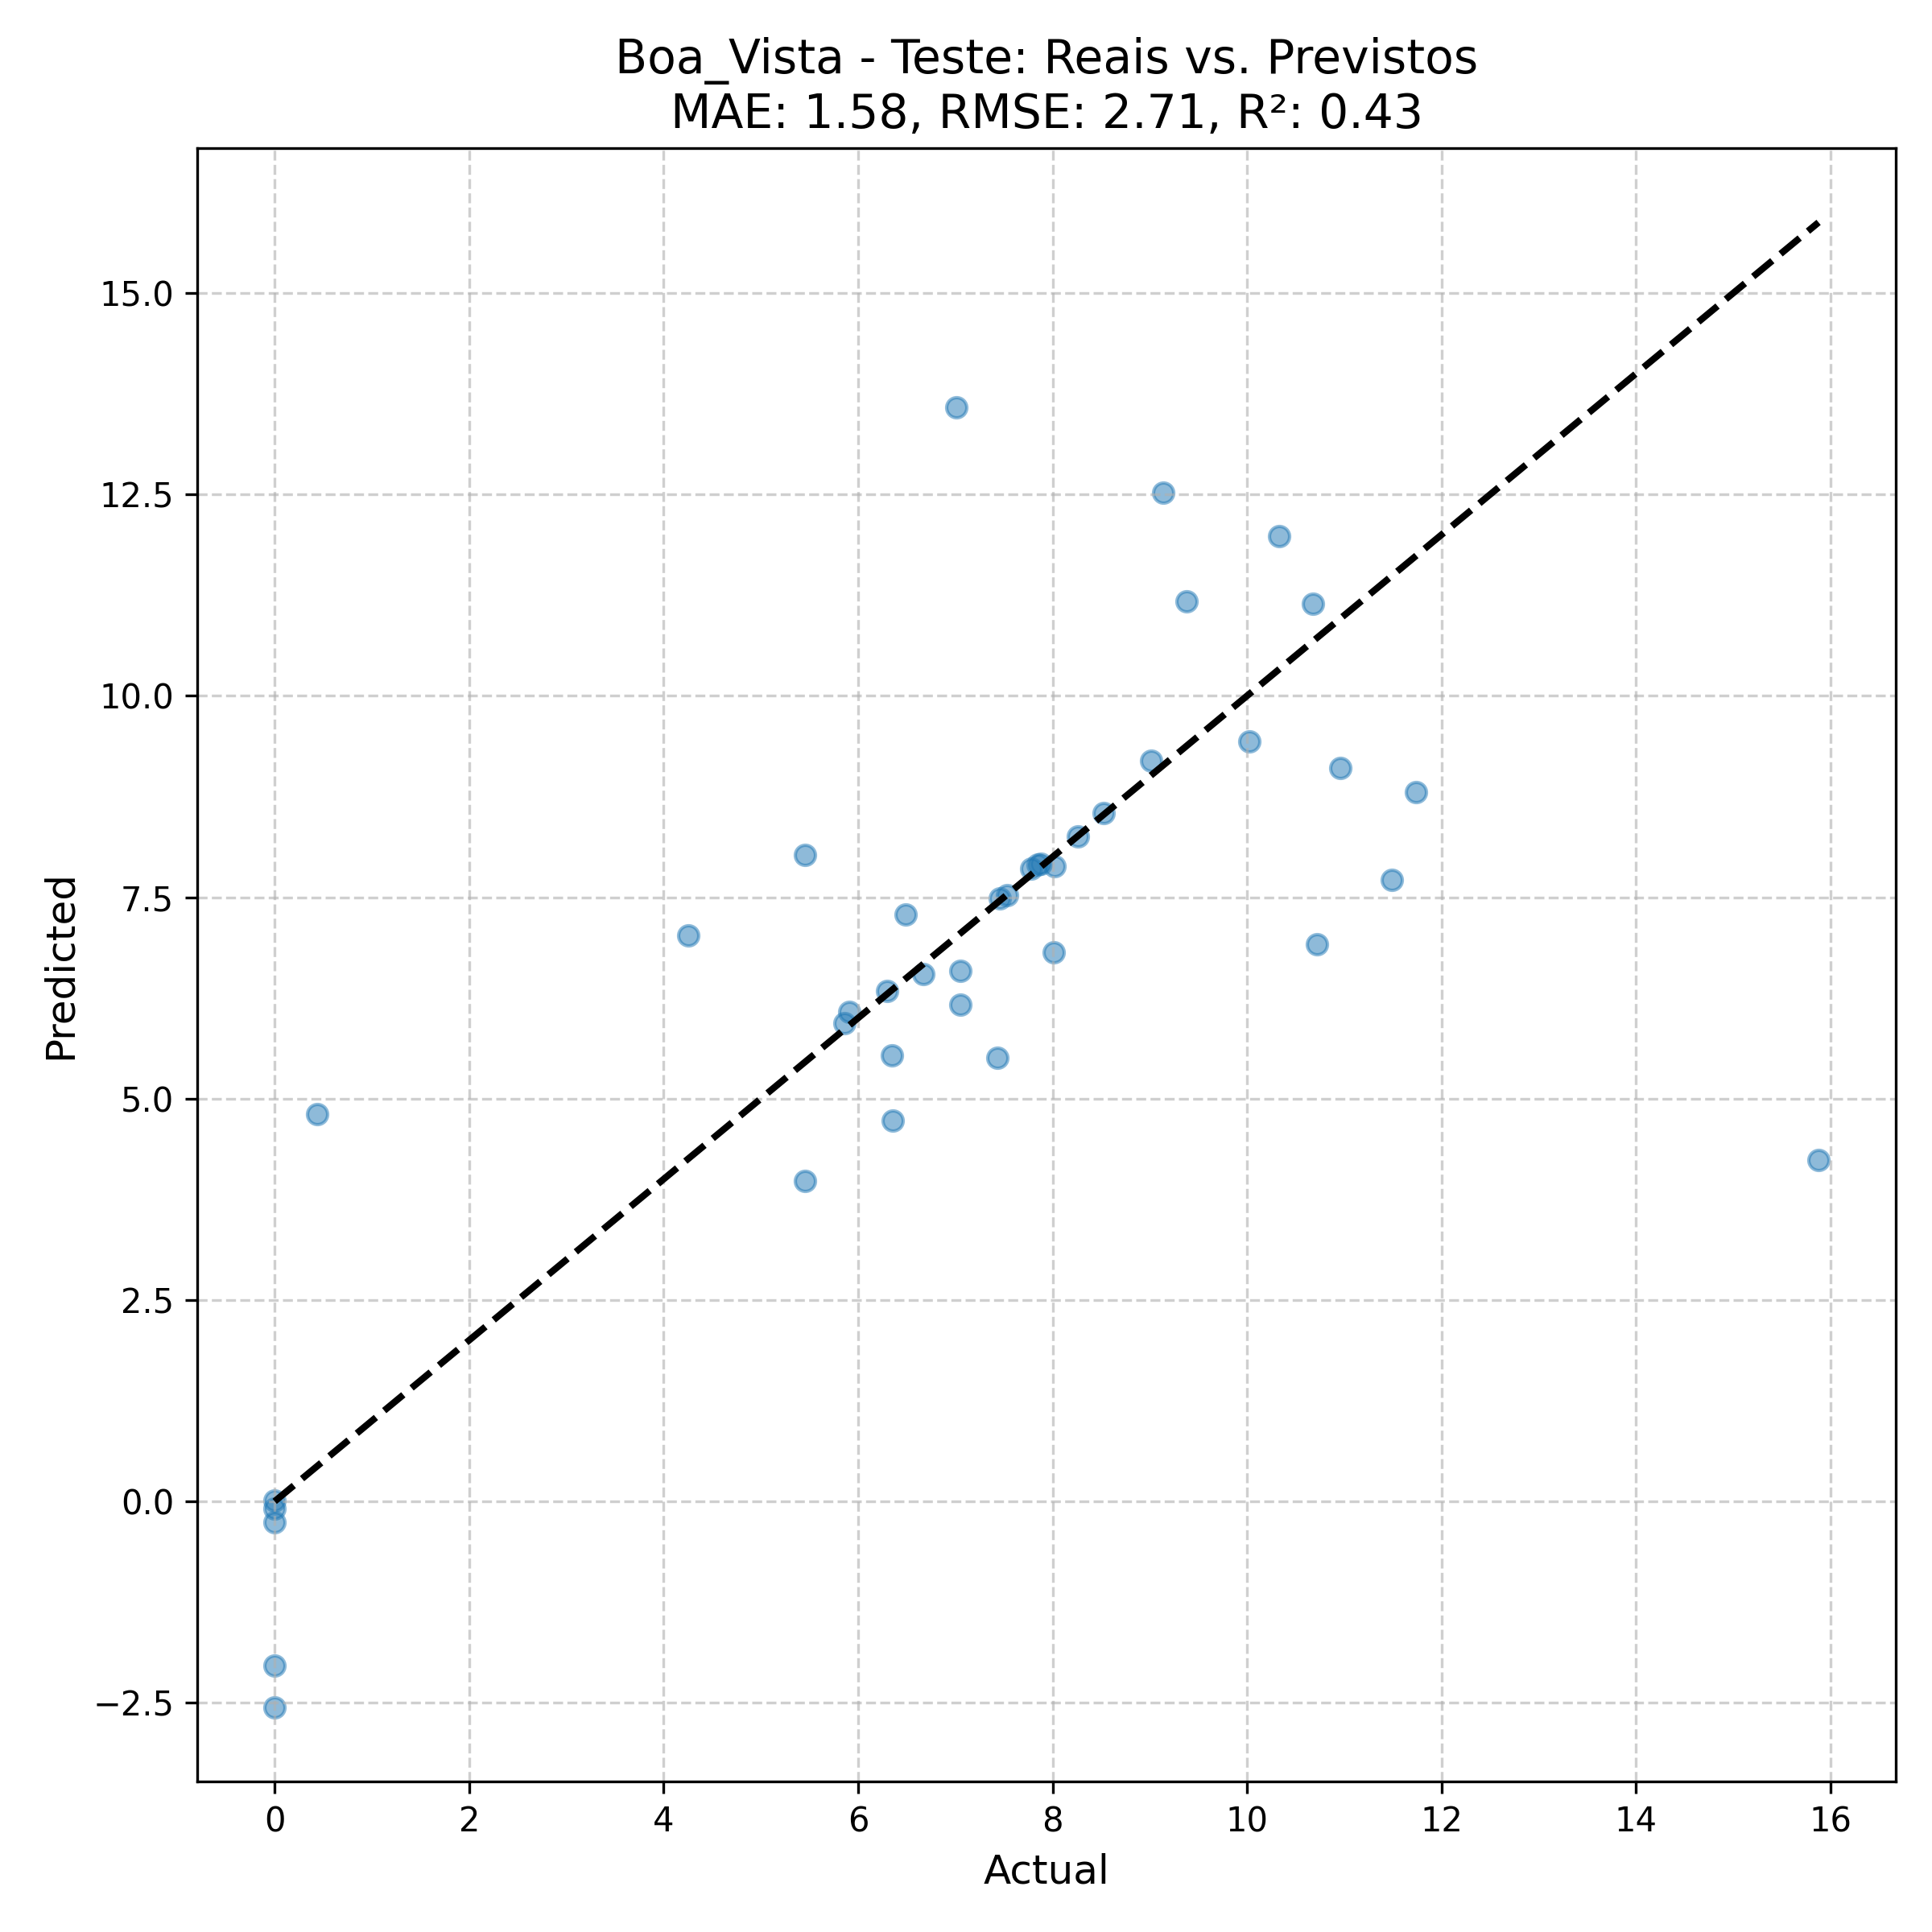 Boa_Vista - Teste: Reais vs. Previstos
MAE: 1.58, RMSE: 2.71, R²: 0.43
15.0
12.5
10.0
7.5
5.0
2.5
0.0
−2.5
Predicted
0 2 4 6 8 10 12 14 16
Actual